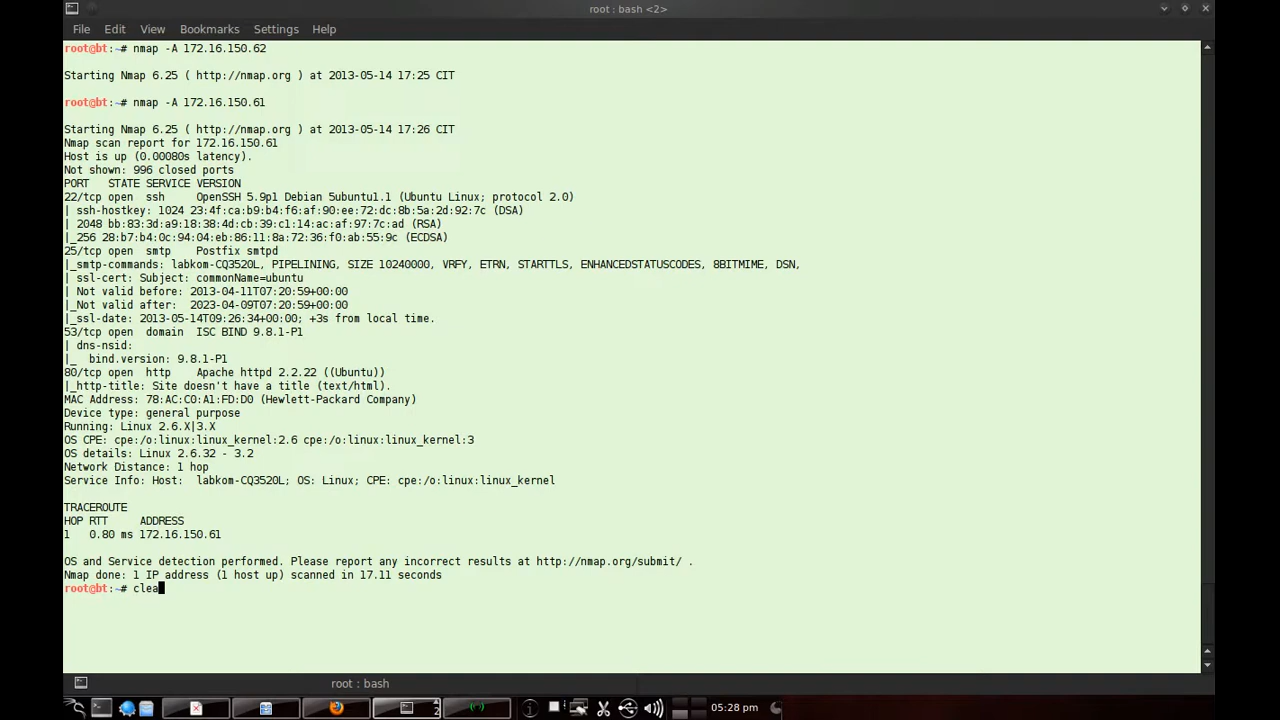 root : bash <2>
File Edit View Bookmarks Settings Help
root@bt:~# nmap -A 172.16.150.62
Starting Nmap 6.25 ( http://nmap.org ) at 2013-05-14 17:25 CIT
root@bt:~# nmap -A 172.16.150.61
Starting Nmap 6.25 ( http://nmap.org ) at 2013-05-14 17:26 CIT
Nmap scan report for 172.16.150.61
Host is up (0.00080s latency).
Not shown: 996 closed ports
PORT STATE SERVICE VERSION
22/tcp open ssh OpenSSH 5.9p1 Debian 5ubuntu1.1 (Ubuntu Linux; protocol 2.0)
| ssh-hostkey: 1024 23:4f:ca:b9:b4:f6:af:90:ee:72:dc:8b:5a:2d:92:7c (DSA)
| 2048 bb:83:3d:a9:18:38:4d:cb:39:c1:14:ac:af:97:7c:ad (RSA)
|_256 28:b7:b4:0c:94:04:eb:86:11:8a:72:36:f0:ab:55:9c (ECDSA)
25/tcp open smtp Postfix smtpd
|_smtp-commands: labkom-CQ3520L, PIPELINING, SIZE 10240000, VRFY, ETRN, STARTTLS, ENHANCEDSTATUSCODES, 8BITMIME, DSN,
| ssl-cert: Subject: commonName=ubuntu
| Not valid before: 2013-04-11T07:20:59+00:00
|_Not valid after: 2023-04-09T07:20:59+00:00
|_ssl-date: 2013-05-14T09:26:34+00:00; +3s from local time.
53/tcp open domain ISC BIND 9.8.1-P1
| dns-nsid:
|_ bind.version: 9.8.1-P1
80/tcp open http Apache httpd 2.2.22 ((Ubuntu))
|_http-title: Site doesn't have a title (text/html).
MAC Address: 78:AC:C0:A1:FD:D0 (Hewlett-Packard Company)
Device type: general purpose
Running: Linux 2.6.X|3.X
OS CPE: cpe:/o:linux:linux_kernel:2.6 cpe:/o:linux:linux_kernel:3
OS details: Linux 2.6.32 - 3.2
Network Distance: 1 hop
Service Info: Host: labkom-CQ3520L; OS: Linux; CPE: cpe:/o:linux:linux_kernel
TRACEROUTE
HOP RTT ADDRESS
1 0.80 ms 172.16.150.61
OS and Service detection performed. Please report any incorrect results at http://nmap.org/submit/ .
Nmap done: 1 IP address (1 host up) scanned in 17.11 seconds
root@bt:~# clea
root : bash
2
05:28 pm